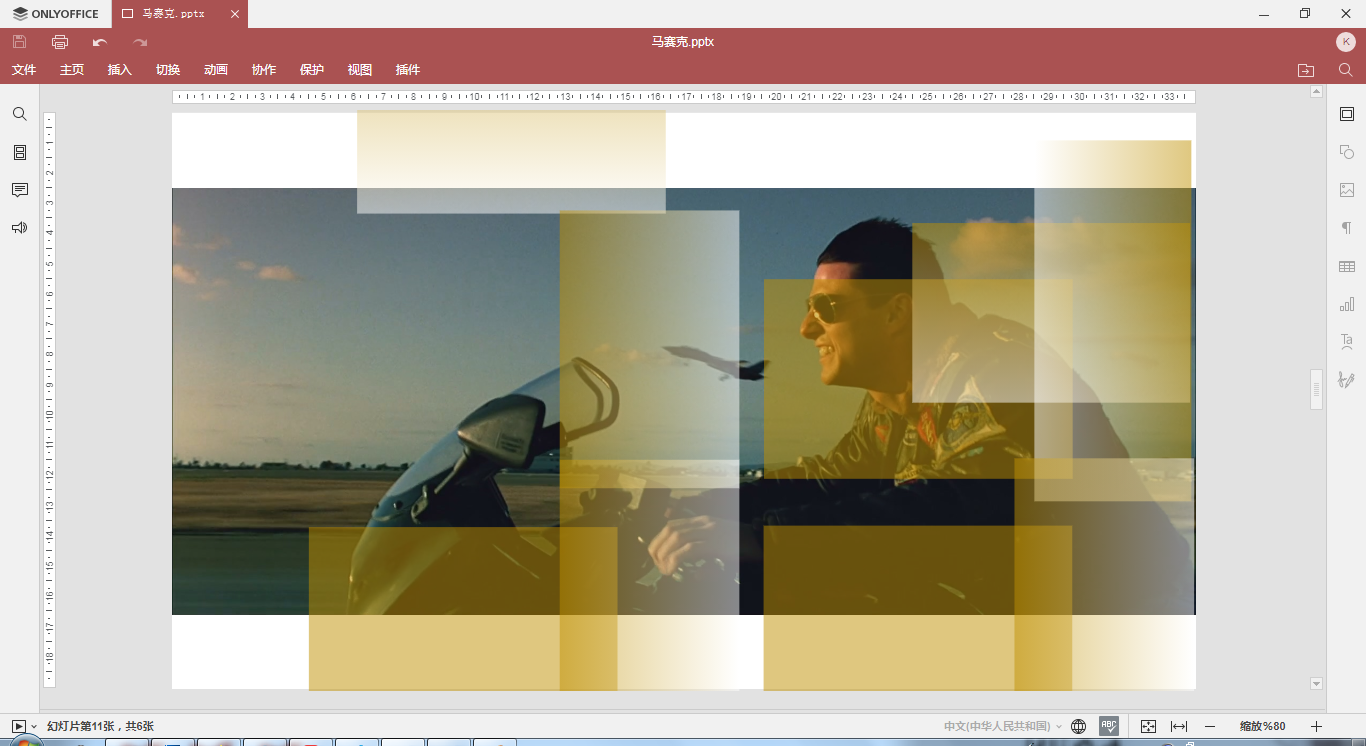 ONLYOFFICE
马赛克.pptx
马赛克.pptx
K
文件 主页 插入 切换 动画 协作 保护 视图 插件
1 2 3 4 5 6 7 8 9 10 11 12 13 14 15 16 17 18 19 20 21 22 23 24 25 26 27 28 29 30 31 32 33
1 2 3 4 5 6 7 8 9 10 11 12 13 14 15 16 17 18
Ta
幻灯片第11张，共6张
中文(中华人民共和国)
ABC
缩放%80